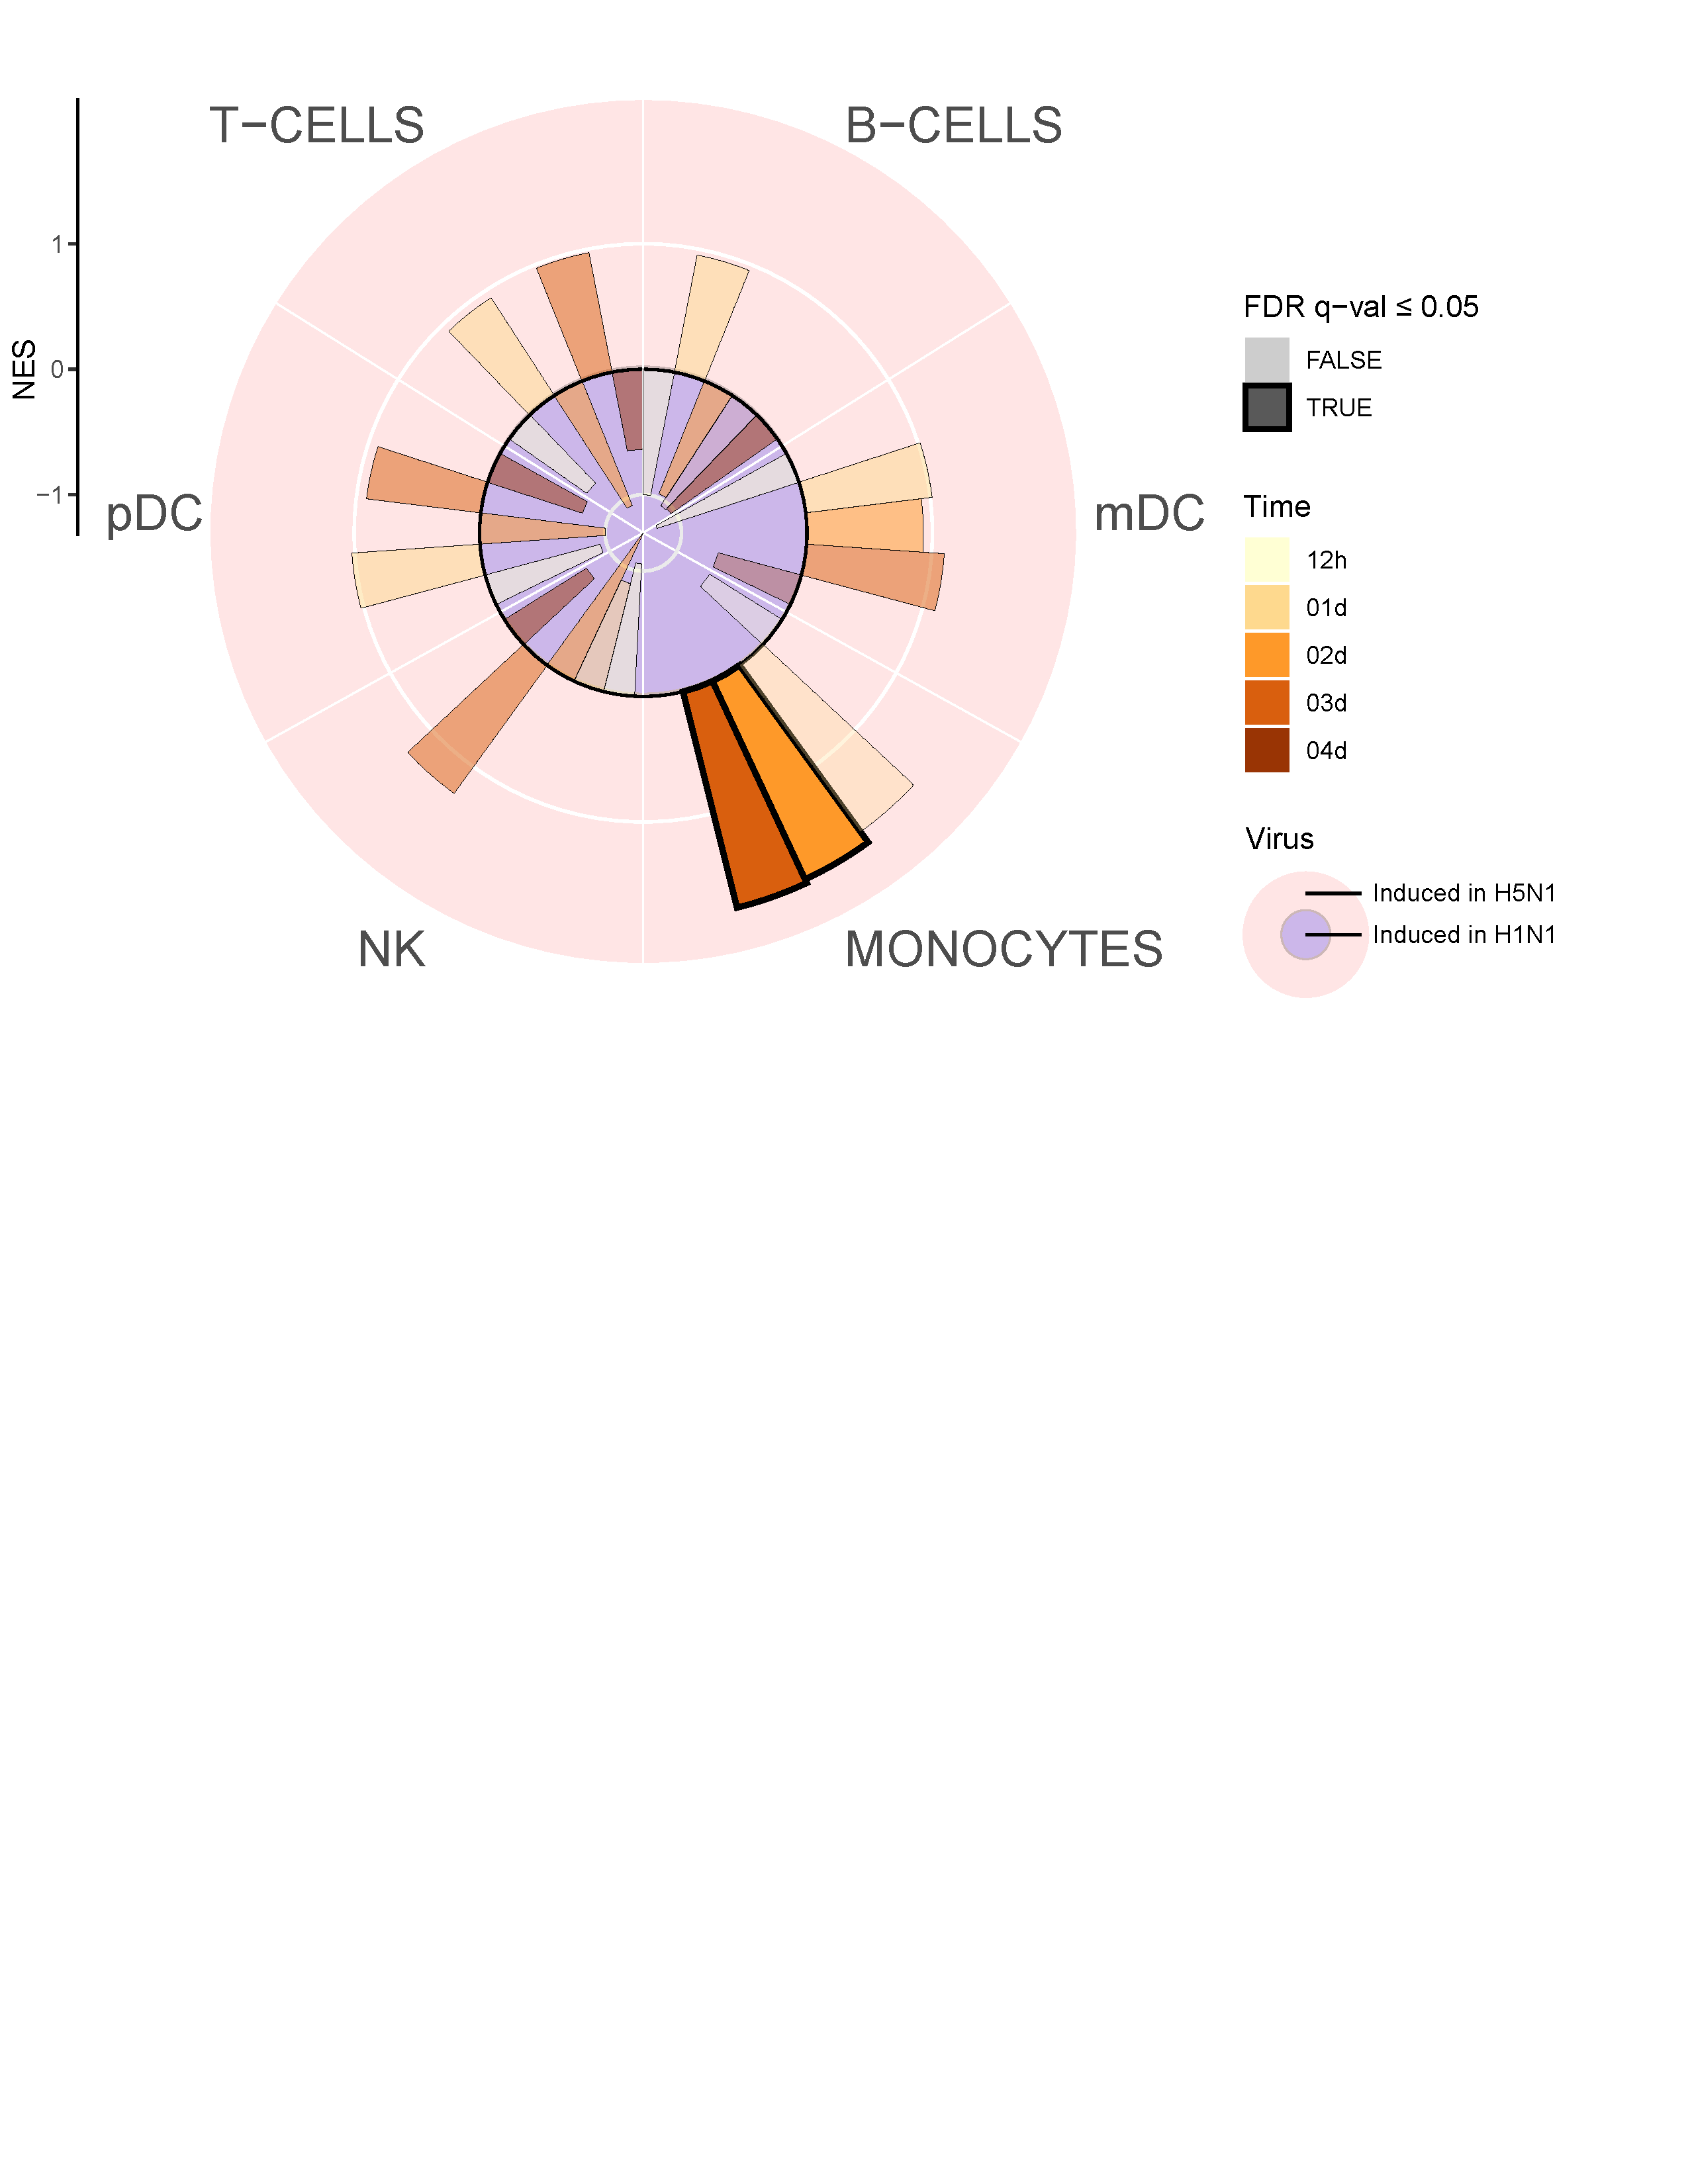 T−CELLS
B−CELLS
1
0
−1
NES
pDC
mDC
NK
MONOCYTES
FDR q−val ≤ 0.05
FALSE
TRUE
Time
12h
01d
02d
03d
04d
Virus
Induced in H5N1
Induced in H1N1